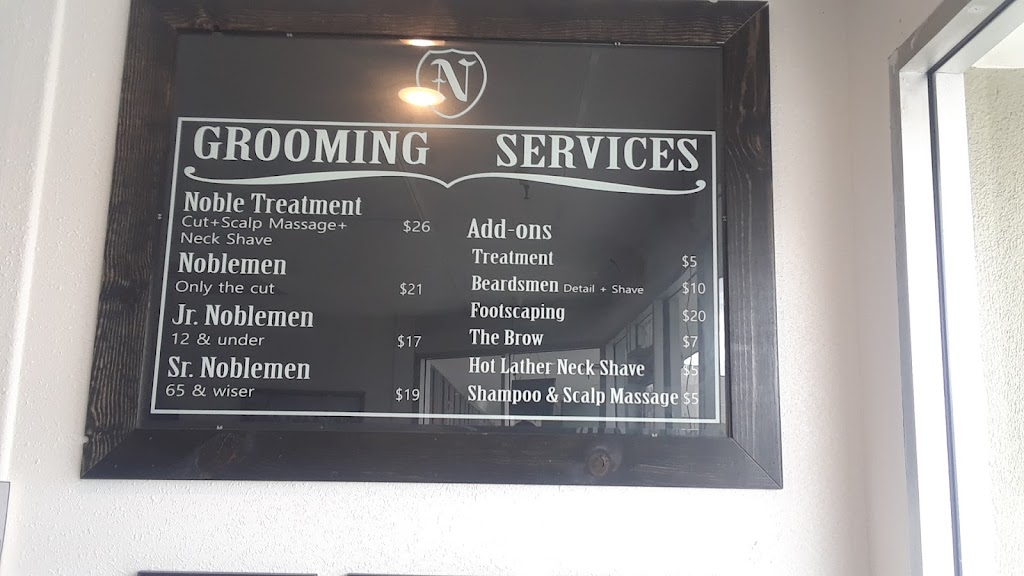 N
GROOMING SERVICES
Noble Treatment
Cut+Scalp Massage+
Neck Shave $26
Noblemen
Only the cut $21
Jr. Noblemen
12 & under $17
Sr. Noblemen
65 & wiser $19
Add-ons
Treatment $5
Beardsmen Detail + Shave $10
Footscaping $20
The Brow $7
Hot Lather Neck Shave $5
Shampoo & Scalp Massage $5